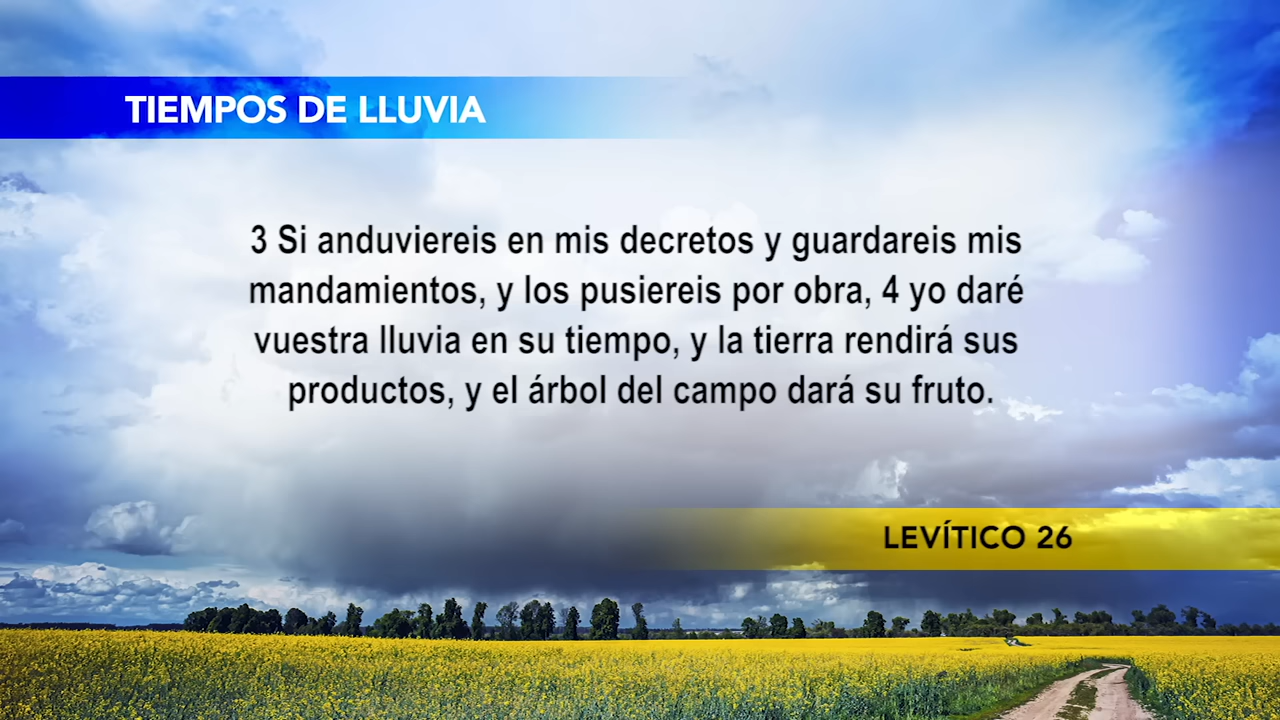 TIEMPOS DE LLUVIA
3 Si anduviereis en mis decretos y guardareis mis
mandamientos, y los pusiereis por obra, 4 yo daré
vuestra lluvia en su tiempo, y la tierra rendirá sus
productos, y el árbol del campo dará su fruto.
LEVÍTICO 26